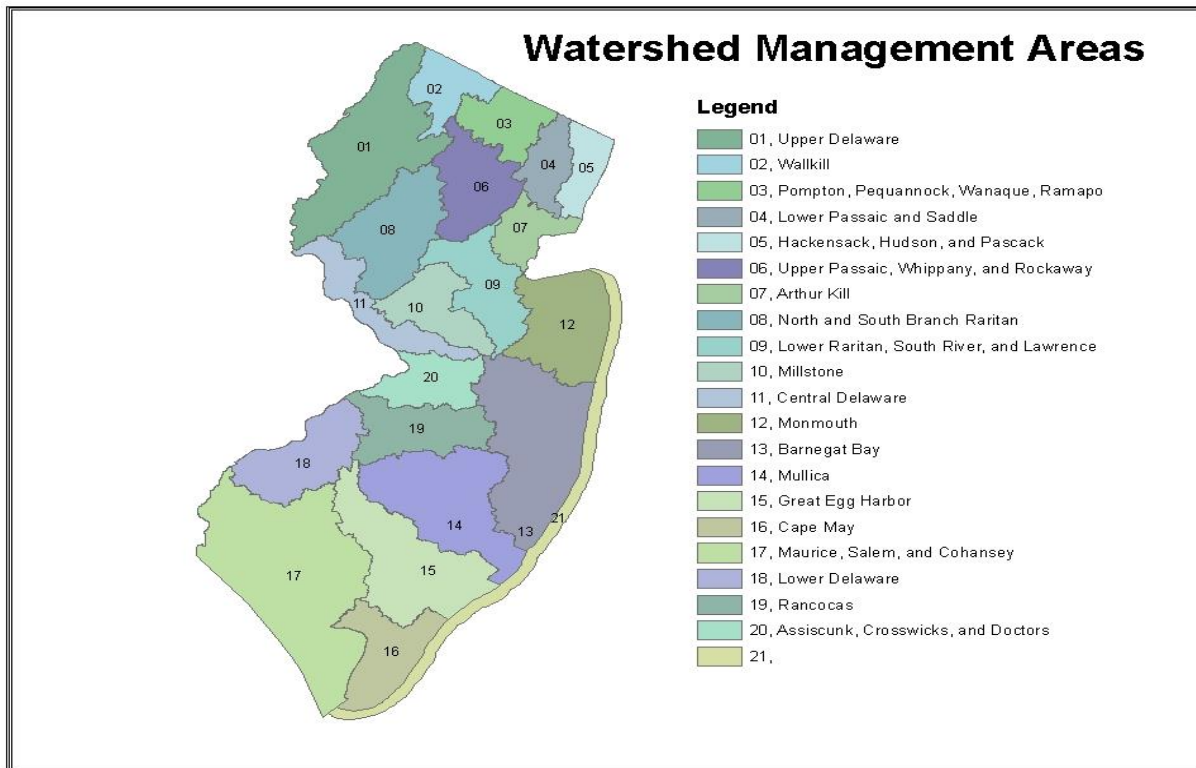 Watershed Management Areas
Legend
01, Upper Delaware
02, Wallkill
03, Pompton, Pequannock, Wanaque, Ramapo
04, Lower Passaic and Saddle
05, Hackensack, Hudson, and Pascack
06, Upper Passaic, Whippany, and Rockaway
07, Arthur Kill
08, North and South Branch Raritan
09, Lower Raritan, South River, and Lawrence
10, Millstone
11, Central Delaware
12, Monmouth
13, Barnegat Bay
14, Mullica
15, Great Egg Harbor
16, Cape May
17, Maurice, Salem, and Cohansey
18, Lower Delaware
19, Rancocas
20, Assiscunk, Crosswicks, and Doctors
21,
02
03
01
04
05
06
07
08
09
11
10
12
20
19
18
21
14
13
15
17
16